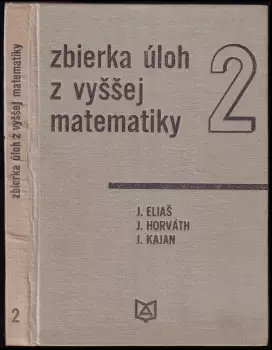 zbierka úloh z vyššej matematiky
2
zbierka úloh
z vyššej
matematiky
2
J. ELIAŠ
J. HORVÁTH
J. KAJAN